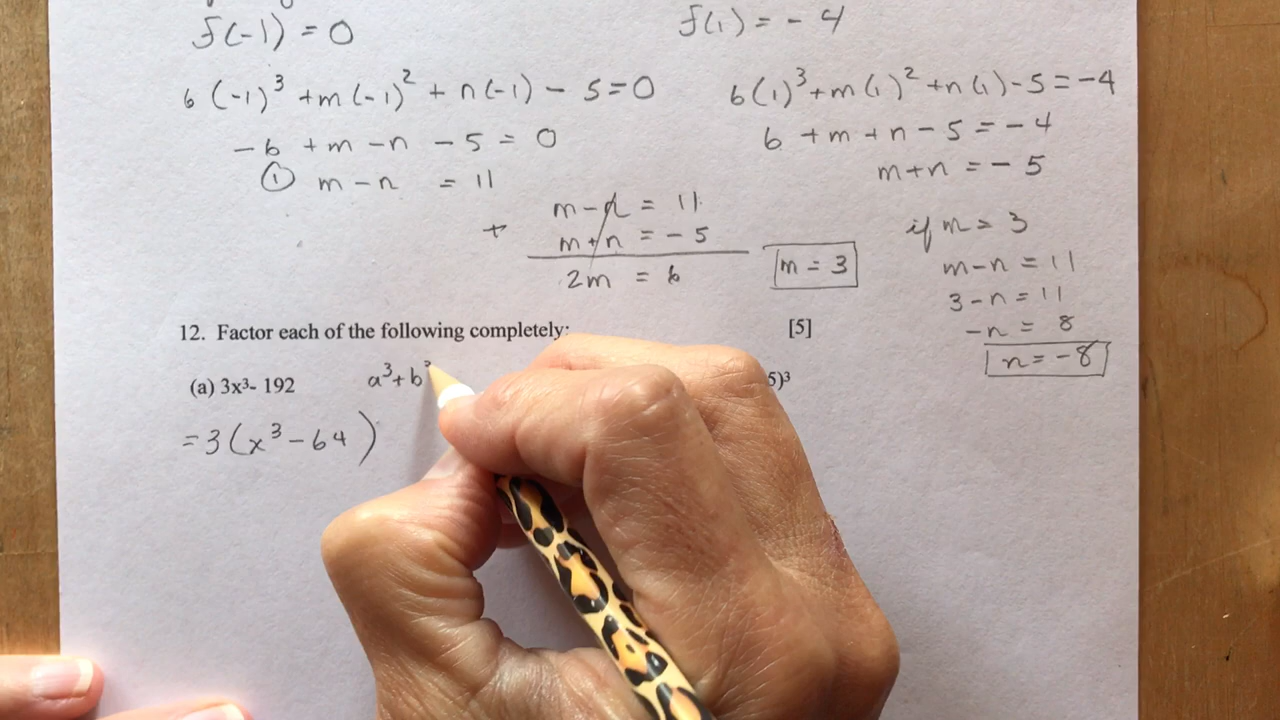 f(-1) = 0
6(-1)³ + m(-1)² + n(-1) - 5 = 0
-6 + m - n - 5 = 0
① m - n = 11
f(1) = -4
6(1)³ + m(1)² + n(1) - 5 = -4
6 + m + n - 5 = -4
m + n = -5
m - n = 11
+ m + n = -5
2m = 6
m = 3
if m = 3
m - n = 11
3 - n = 11
-n = 8
n = -8
12. Factor each of the following completely: [5]
(a) 3x³- 192
a³ + b³
5)³
= 3(x³ - 64)